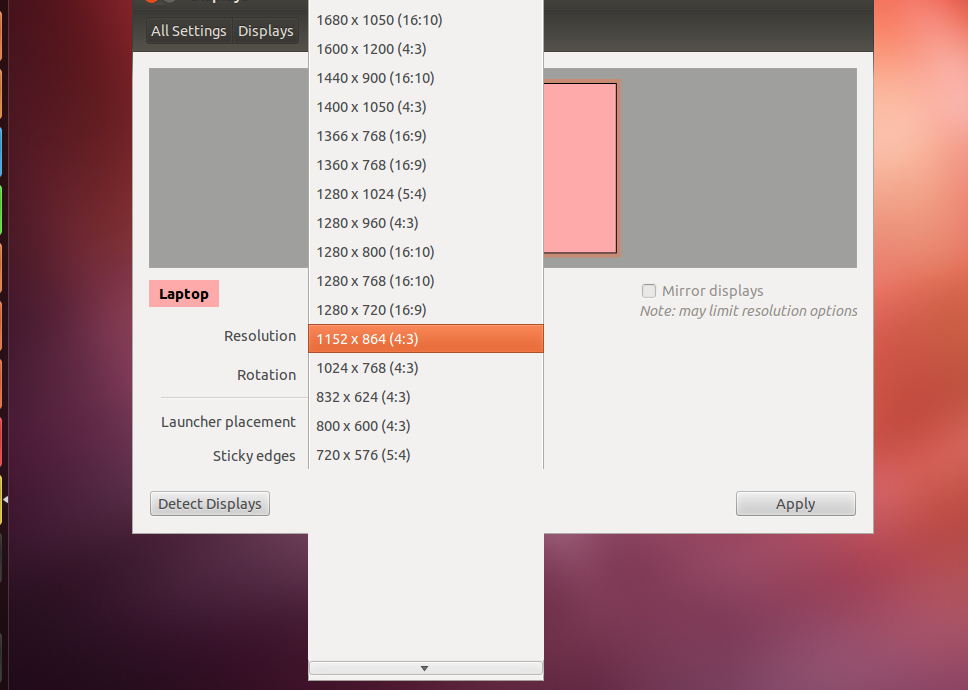 All Settings
Displays
1680 x 1050 (16:10)
1600 x 1200 (4:3)
1440 x 900 (16:10)
1400 x 1050 (4:3)
1366 x 768 (16:9)
1360 x 768 (16:9)
1280 x 1024 (5:4)
1280 x 960 (4:3)
1280 x 800 (16:10)
1280 x 768 (16:10)
1280 x 720 (16:9)
1152 x 864 (4:3)
1024 x 768 (4:3)
832 x 624 (4:3)
800 x 600 (4:3)
720 x 576 (5:4)
Laptop
Mirror displays
Note: may limit resolution options
Resolution
Rotation
Launcher placement
Sticky edges
Detect Displays
Apply